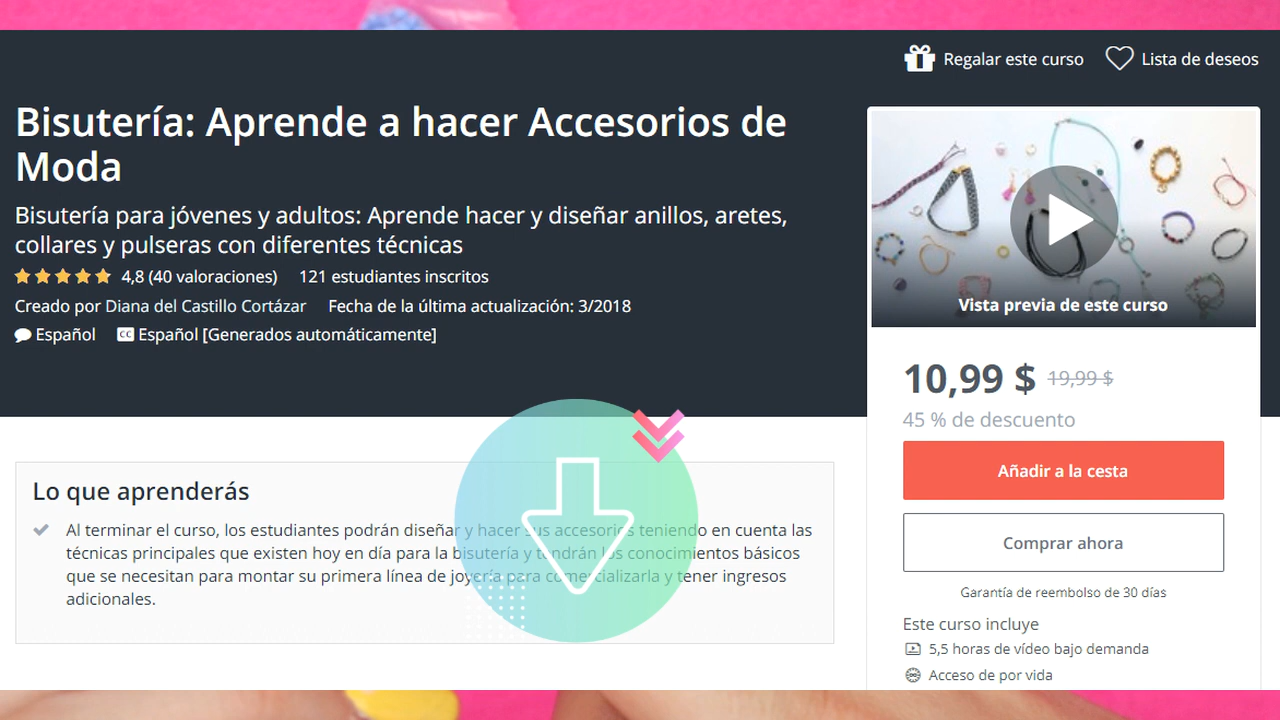 Regalar este curso
Lista de deseos
Bisutería: Aprende a hacer Accesorios de
Moda
Bisutería para jóvenes y adultos: Aprende hacer y diseñar anillos, aretes,
collares y pulseras con diferentes técnicas
4,8 (40 valoraciones) 121 estudiantes inscritos
Creado por Diana del Castillo Cortázar Fecha de la última actualización: 3/2018
Español CC Español [Generados automáticamente]
Vista previa de este curso
10,99 $ 19,99 $
45 % de descuento
Añadir a la cesta
Comprar ahora
Garantía de reembolso de 30 días
Este curso incluye
5,5 horas de vídeo bajo demanda
Acceso de por vida
Lo que aprenderás
Al terminar el curso, los estudiantes podrán diseñar y hacer sus accesorios teniendo en cuenta las
técnicas principales que existen hoy en día para la bisutería y tendrán los conocimientos básicos
que se necesitan para montar su primera línea de joyería para comercializarla y tener ingresos
adicionales.